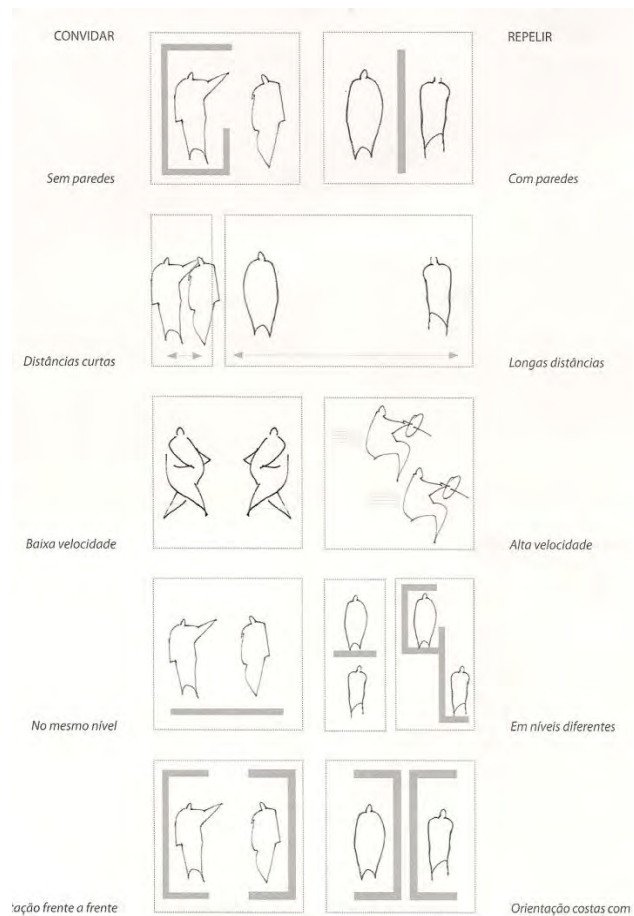 CONVIDAR
REPELIR
Sem paredes
Com paredes
Distâncias curtas
Longas distâncias
Baixa velocidade
Alta velocidade
No mesmo nível
Em níveis diferentes
frente a frente
Orientação costas com